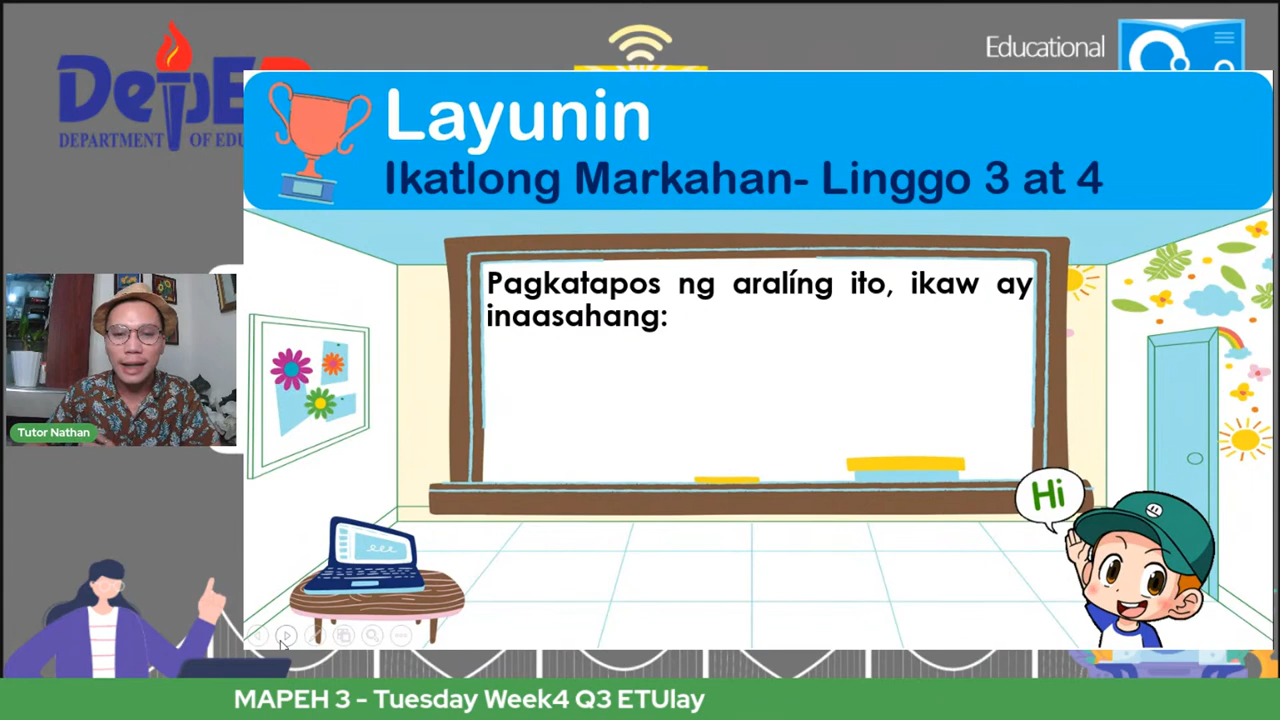 Educational
DepED
DEPARTMENT OF EDU
Layunin
Ikatlong Markahan- Linggo 3 at 4
Pagkatapos ng aralíng ito, ikaw ay
inaasahang:
Hi
Tutor Nathan
MAPEH 3 - Tuesday Week4 Q3 ETUlay